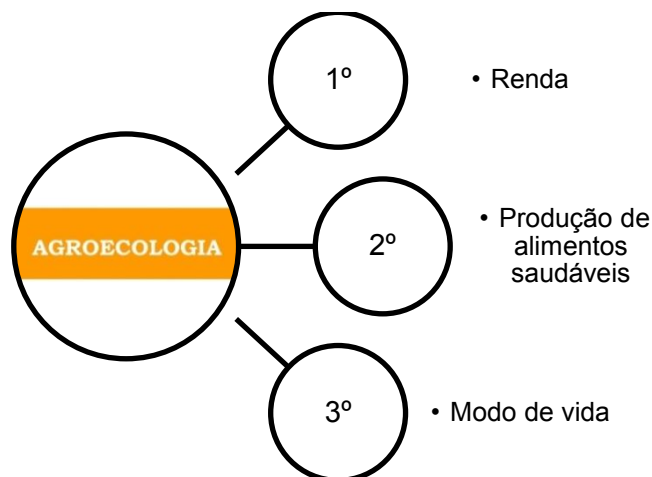 1º
• Renda
AGROECOLOGIA
2º
• Produção de
alimentos
saudáveis
3º
• Modo de vida